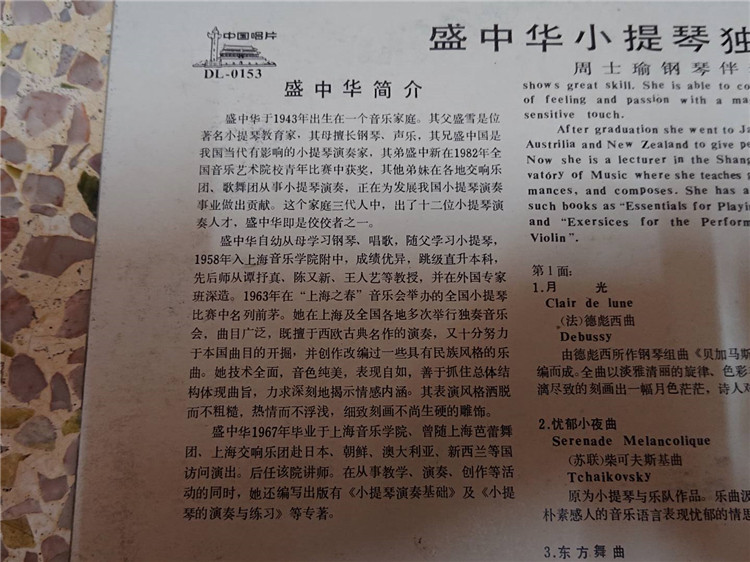 中国唱片
DL-0153
盛中华小提琴独
周士瑜钢琴伴
盛中华简介
盛中华于1943年出生在一个音乐家庭。其父盛雪是位
著名小提琴教育家，其母擅长钢琴、声乐，其兄盛中国是
我国当代有影响的小提琴演奏家，其弟盛中新在1982年全
国音乐艺术院校青年比赛中获奖，其他弟妹在各地交响乐
团、歌舞团从事小提琴演奏，正在为发展我国小提琴演奏
事业做出贡献。这个家庭三代人中，出了十二位小提琴演
奏人才，盛中华即是佼佼者之一。
盛中华自幼从母学习钢琴、唱歌，随父学习小提琴，
1958年入上海音乐学院附中，成绩优异，跳级直升本科，
先后师从谭抒真、陈又新、王人艺等教授，并在外国专家
班深造。1963年在“上海之春”音乐会举办的全国小提琴
比赛中名列前茅。她在上海及全国各地多次举行独奏音乐
会，曲目广泛，既擅于西欧古典名作的演奏，又十分努力
于本国曲目的开掘，并创作改编过一些具有民族风格的乐
曲。她技术全面，音色纯美，表现自如，善于抓住总体结
构体现曲旨，力求深刻地揭示情感内涵。其表演风格洒脱
而不粗糙，热情而不浮浅，细致刻画不尚生硬的雕饰。
盛中华1967年毕业于上海音乐学院、曾随上海芭蕾舞
团、上海交响乐团赴日本、朝鲜、澳大利亚、新西兰等国
访问演出。后任该院讲师。在从事教学、演奏、创作等活
动的同时，她还编写出版有《小提琴演奏基础》及《小提
琴的演奏与练习》等专著。
shows great skill. She is able to co
of feeling and passion with a ma
sensitive touch.
After graduation she went to Ja
Austrilia and New Zealand to give pe
Now she is a lecturer in the Shang
vatory of Music where she teaches
mances, and composes. She has a
such books as “Essentials for Playi
and “Exersices for the Perform
Violin”.
第1面：
1.月 光
Clair de lune
（法）德彪西曲
Debussy
由德彪西所作钢琴组曲《贝加马斯
编而成。全曲以淡雅清丽的旋律、色彩
漓尽致的刻画出一幅月色茫茫，诗人
2.忧郁小夜曲
Serenade Melancolique
（苏联）柴可夫斯基曲
Tchaikovsky
原为小提琴与乐队作品。乐曲
朴素感人的音乐语言表现忧郁的情思
3.东方舞曲